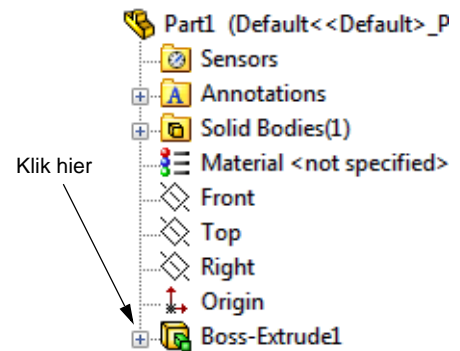 Part1 (Default<<Default>_P
Sensors
A Annotations
Solid Bodies(1)
Material <not specified>
Klik hier
Front
Top
Right
Origin
Boss-Extrude1